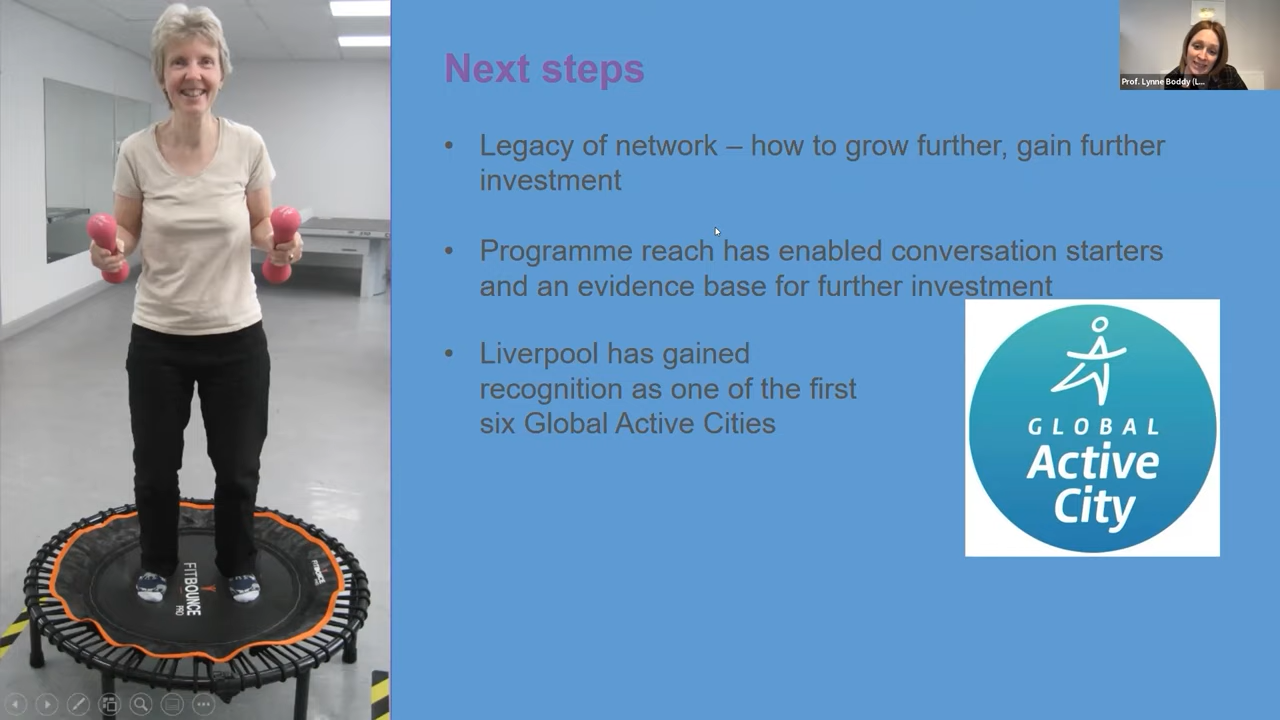 Next steps
Prof. Lynne Boddy (L...
• Legacy of network – how to grow further, gain further
investment
• Programme reach has enabled conversation starters
and an evidence base for further investment
• Liverpool has gained
recognition as one of the first
six Global Active Cities
GLOBAL
Active
City
FITBOUNCE
PRO